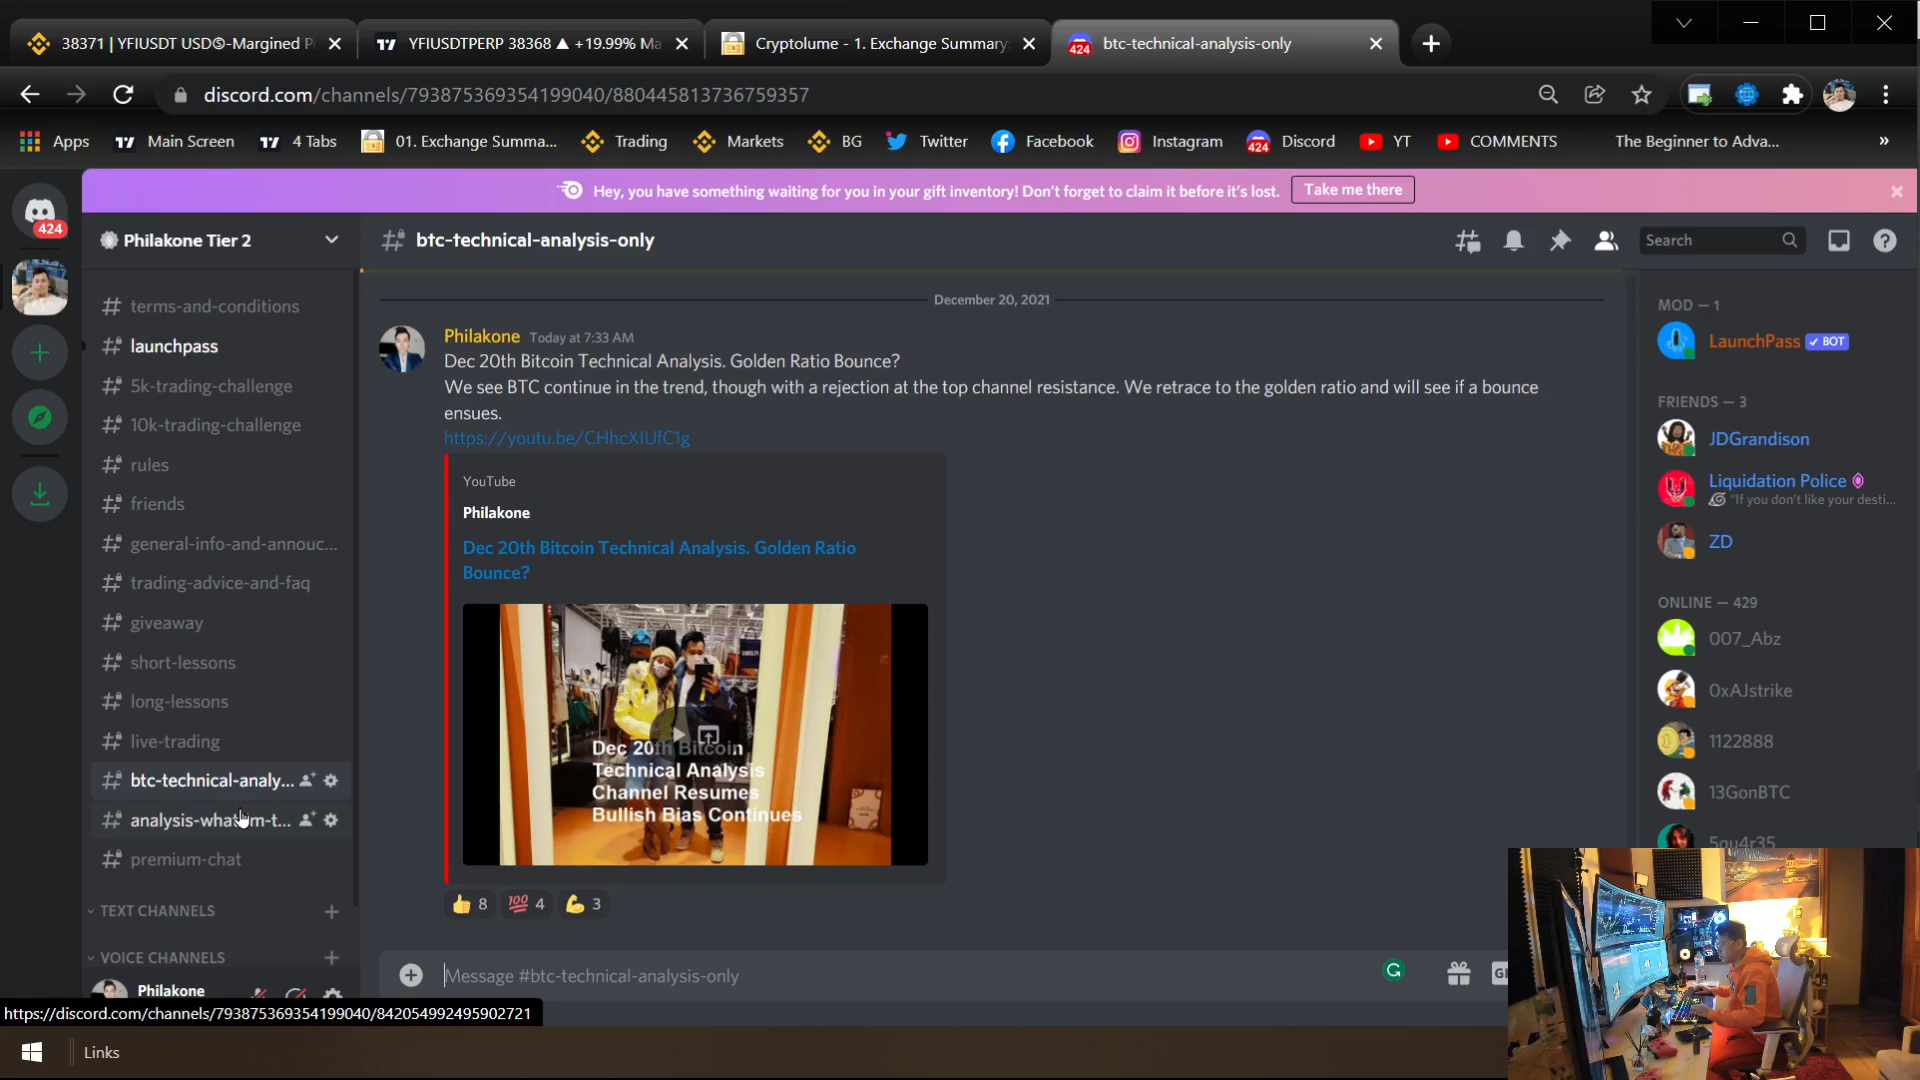 38371 | YFIUSDT USDⓈ-Margined P
YFIUSDTPERP 38368 ▲ +19.99% Ma
Cryptolume - 1. Exchange Summary
424 btc-technical-analysis-only
discord.com/channels/793875369354199040/880445813736759357
Apps
Main Screen
4 Tabs
01. Exchange Summa...
Trading
Markets
BG
Twitter
Facebook
Instagram
424 Discord
YT
COMMENTS
The Beginner to Adva...
»
Hey, you have something waiting for you in your gift inventory! Don't forget to claim it before it's lost.
Take me there
424
Philakone Tier 2
btc-technical-analysis-only
Search
terms-and-conditions
launchpass
5k-trading-challenge
10k-trading-challenge
rules
friends
general-info-and-annouc...
trading-advice-and-faq
giveaway
short-lessons
long-lessons
live-trading
btc-technical-analy...
premium-chat
TEXT CHANNELS
VOICE CHANNELS
Philakone
December 20, 2021
Philakone Today at 7:33 AM
Dec 20th Bitcoin Technical Analysis. Golden Ratio Bounce?
We see BTC continue in the trend, though with a rejection at the top channel resistance. We retrace to the golden ratio and will see if a bounce
ensues.
https://youtu.be/CHhcXIUfC1g
YouTube
Philakone
Dec 20th Bitcoin Technical Analysis. Golden Ratio
Bounce?
Dec 20th Bitcoin
Technical Analysis
Channel Resumes
Bullish Bias Continues
8
100 4
3
Message #btc-technical-analysis-only
MOD — 1
LaunchPass BOT
FRIENDS — 3
JDGrandison
Liquidation Police
"If you don't like your desti...
ZD
ONLINE — 429
007_Abz
0xAJstrike
1122888
13GonBTC
https://discord.com/channels/793875369354199040/842054992495902721
Links